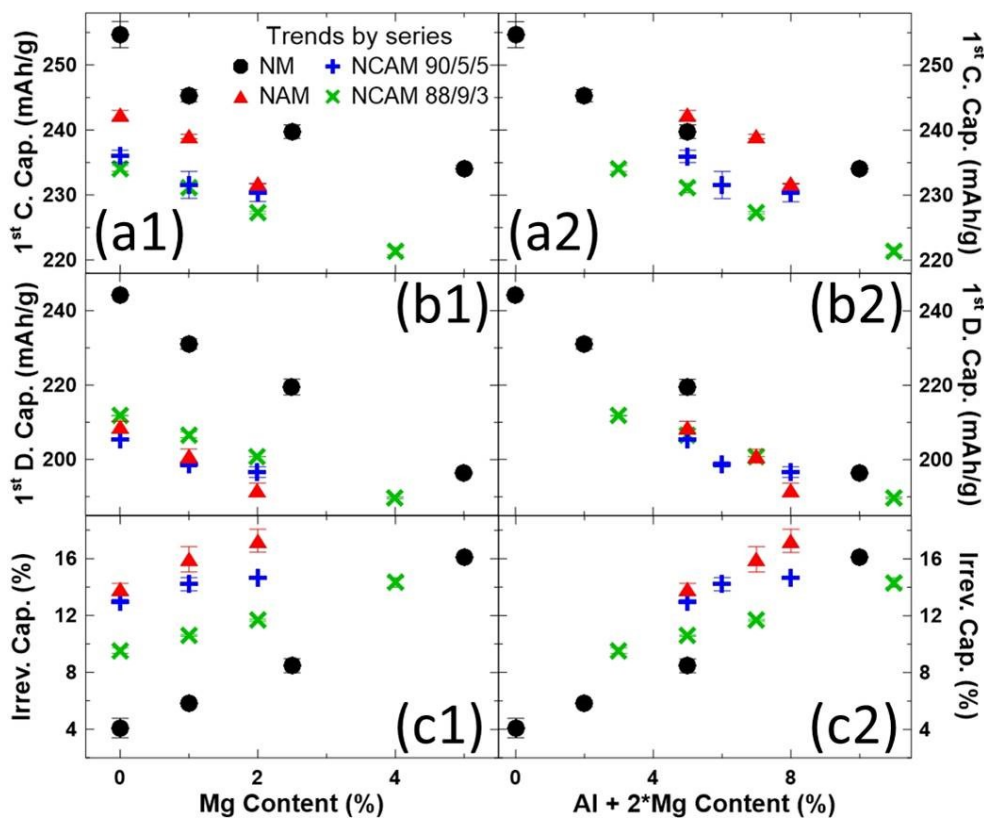 Trends by series
NM
NCAM 90/5/5
NAM
NCAM 88/9/3
1st C. Cap. (mAh/g)
250
240
230
220
(a1)
(a2)
250
240
230
220
1st C. Cap. (mAh/g)
1st D. Cap. (mAh/g)
240
220
200
(b1)
(b2)
240
220
200
1st D. Cap. (mAh/g)
Irrev. Cap. (%)
16
12
8
4
(c1)
(c2)
16
12
8
4
Irrev. Cap. (%)
0 2 4
0 4 8
Mg Content (%)
Al + 2*Mg Content (%)